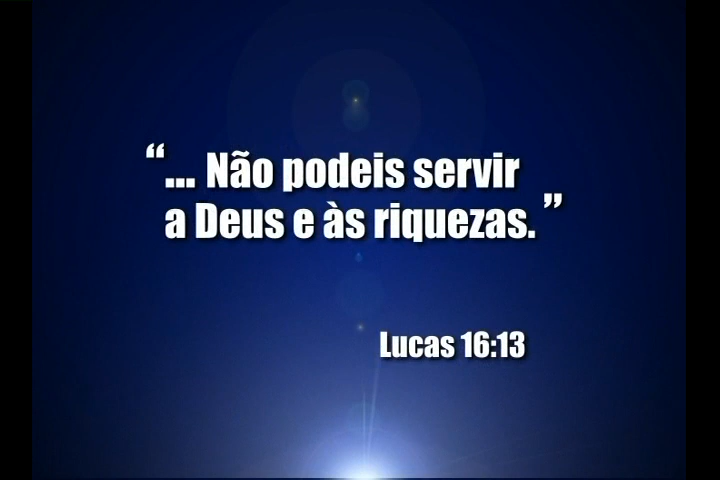 “... Não podeis servir
a Deus e às riquezas.”
Lucas 16:13